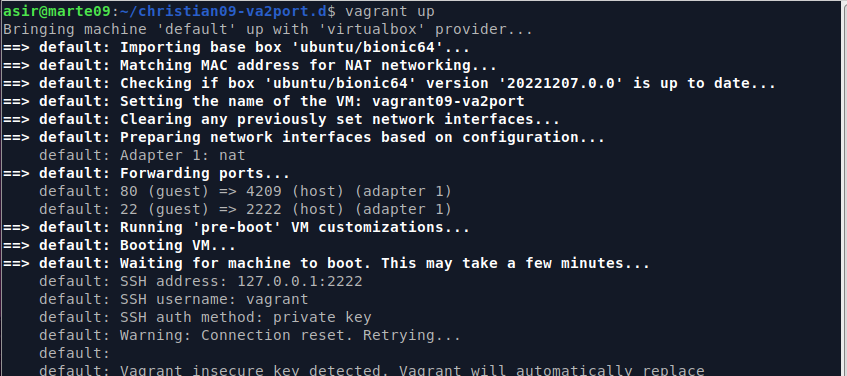 asir@marte09:~/christian09-va2port.d$ vagrant up
Bringing machine 'default' up with 'virtualbox' provider...
==> default: Importing base box 'ubuntu/bionic64'...
==> default: Matching MAC address for NAT networking...
==> default: Checking if box 'ubuntu/bionic64' version '20221207.0.0' is up to date...
==> default: Setting the name of the VM: vagrant09-va2port
==> default: Clearing any previously set network interfaces...
==> default: Preparing network interfaces based on configuration...
    default: Adapter 1: nat
==> default: Forwarding ports...
    default: 80 (guest) => 4209 (host) (adapter 1)
    default: 22 (guest) => 2222 (host) (adapter 1)
==> default: Running 'pre-boot' VM customizations...
==> default: Booting VM...
==> default: Waiting for machine to boot. This may take a few minutes...
    default: SSH address: 127.0.0.1:2222
    default: SSH username: vagrant
    default: SSH auth method: private key
    default: Warning: Connection reset. Retrying...
    default:
    default: Vagrant insecure key detected. Vagrant will automatically replace